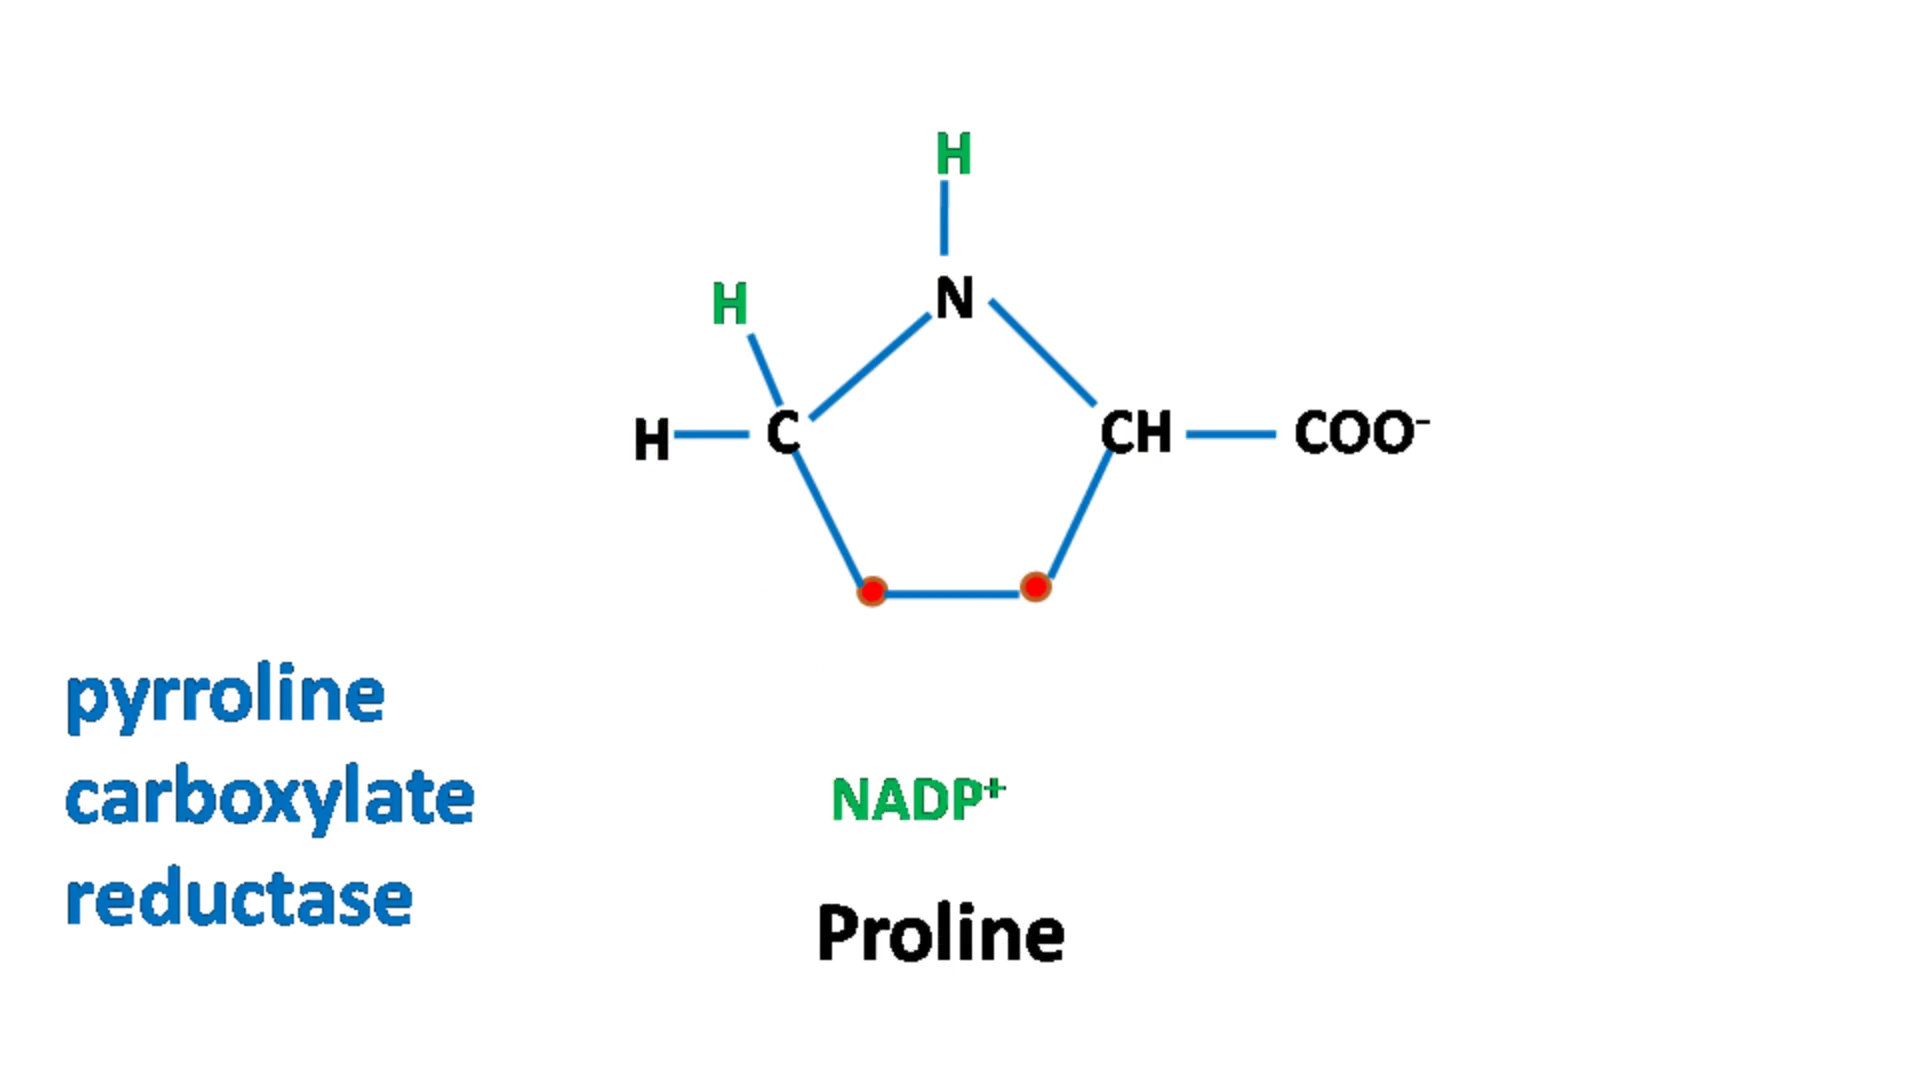 H
H
N
H
C
CH
COO⁻
pyrroline
carboxylate
reductase
NADP⁺
Proline